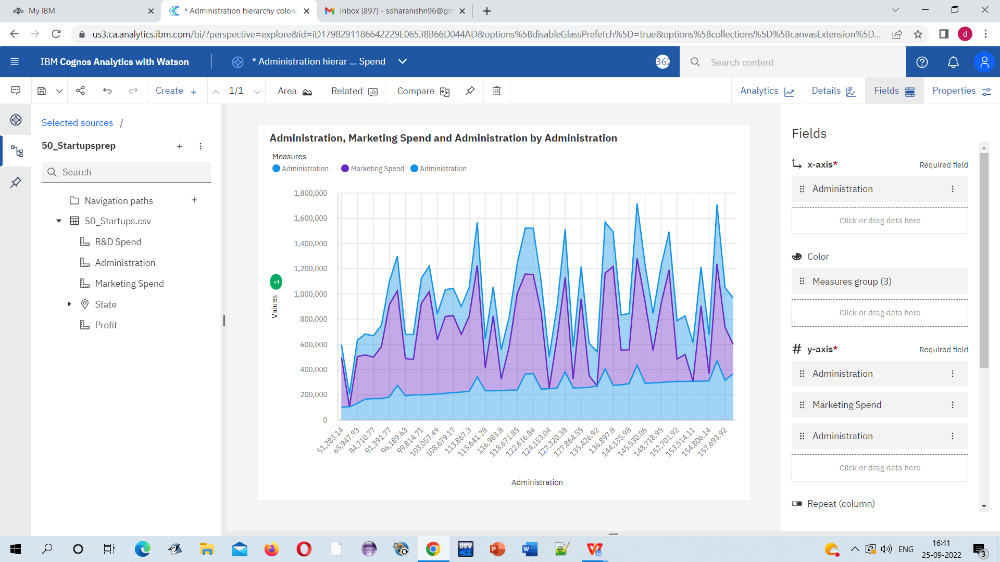 My IBM
* Administration hierarchy colore
Inbox (897) - sdharanishri96@gm
us3.ca.analytics.ibm.com/bi/?perspective=explore&id=iD1798291186642229E06538B66D044AD&options%5BdisableGlassPrefetch%5D=true&options%5Bcollections%5D%5BcanvasExtension%5D...
d
IBM Cognos Analytics with Watson
* Administration hierar ... Spend
362
Search content
Create
1/1
Area
Related
Compare
Analytics
Details
Fields
Properties
Selected sources /
50_Startupsprep
Search
Navigation paths
50_Startups.csv
R&D Spend
Administration
Marketing Spend
State
Profit
Administration, Marketing Spend and Administration by Administration
Measures
Administration Marketing Spend Administration
1,800,000
1,600,000
1,400,000
1,200,000
1,000,000
800,000
600,000
400,000
200,000
0
1
Values
51,283.14
65,947.93
84,710.77
91,391.77
96,189.63
99,814.71
103,057.49
108,679.17
113,867.3
115,641.28
116,983.8
118,671.85
122,616.84
124,153.04
127,320.38
127,864.55
135,426.92
136,897.8
144,135.98
145,530.06
148,718.95
152,701.92
153,514.11
154,806.14
157,693.92
Administration
Fields
x-axis*
Required field
Administration
Click or drag data here
Color
Measures group (3)
Click or drag data here
y-axis*
Required field
Administration
Marketing Spend
Administration
Click or drag data here
Repeat (column)
DEV
C++
ENG
16:41
25-09-2022
3